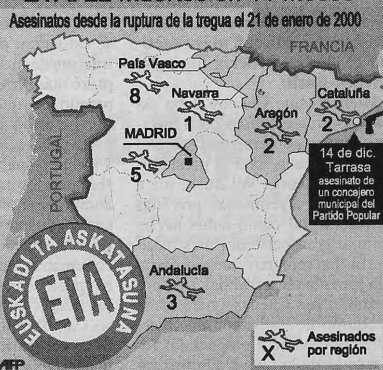 Asesinatos desde la ruptura de la tregua el 21 de enero de 2000
FRANCIA
País Vasco
8
Navarra
1
Cataluña
2
Aragón
2
MADRID
5
PORTUGAL
14 de dic.
Tarrasa
asesinato de
un concejero
municipal del
Partido Popular
EUSKADI TA ASKATASUNA
ETA
Andalucía
3
X
Asesinados
por región
AFP